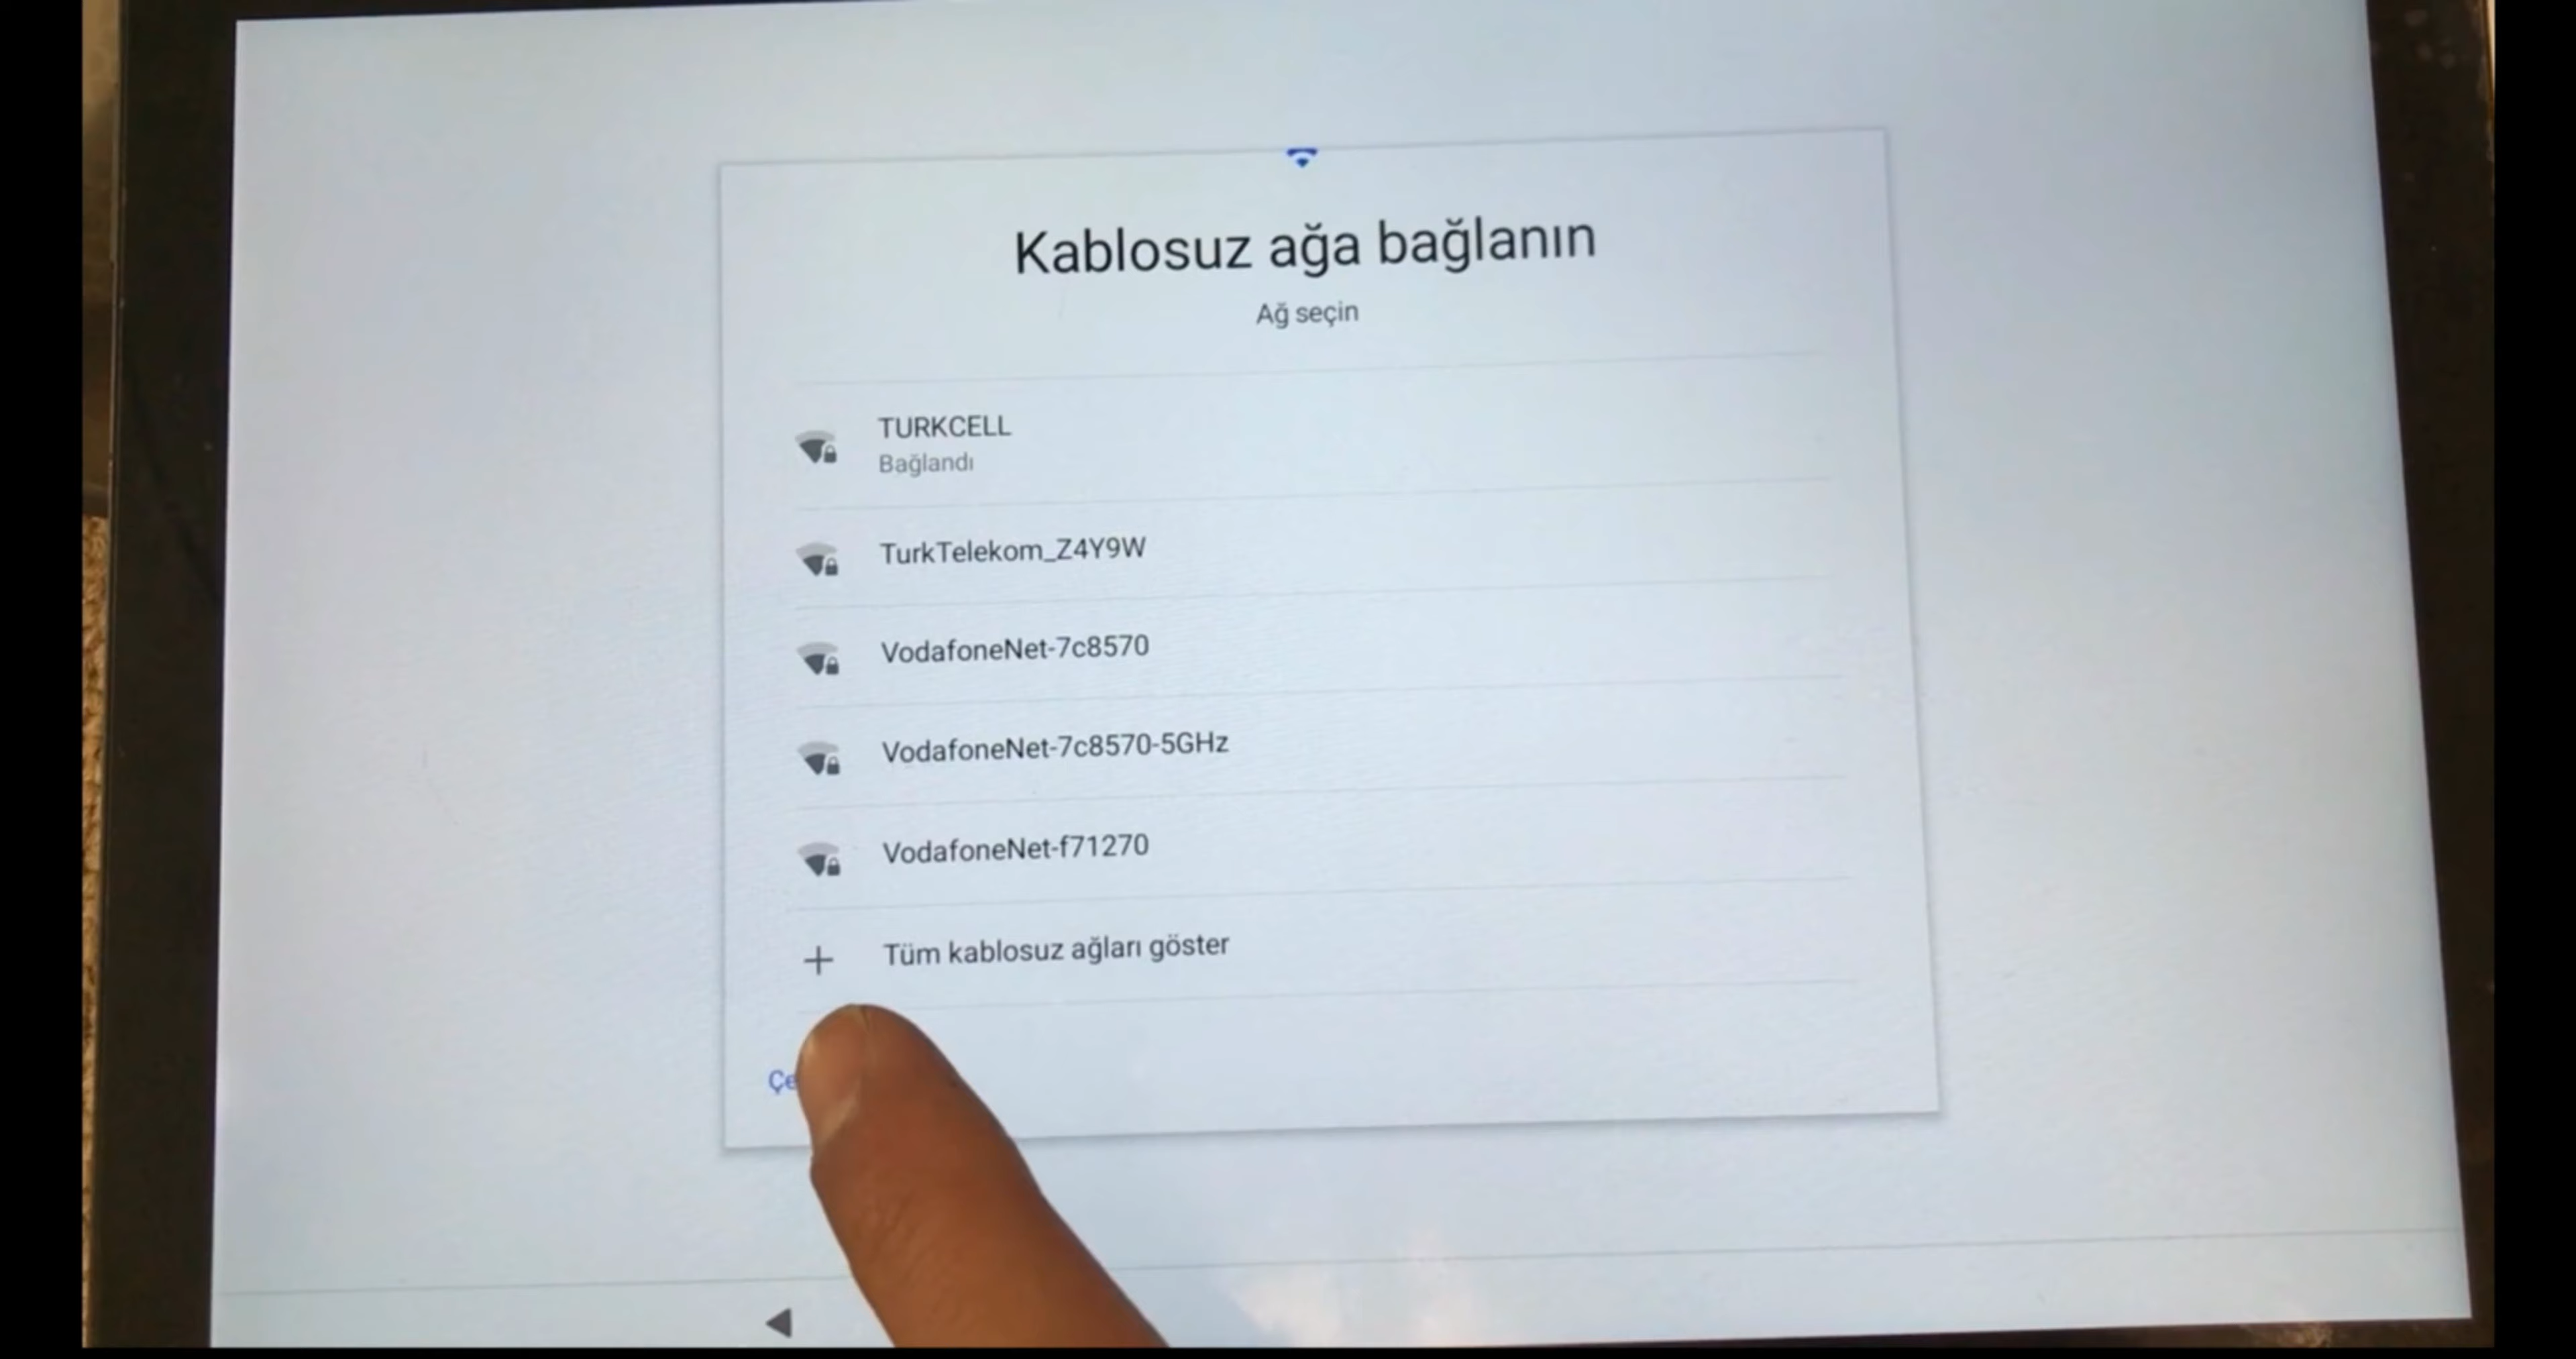 Kablosuz ağa bağlanın
Ağ seçin
TURKCELL
Bağlandı
TurkTelekom_Z4Y9W
VodafoneNet-7c8570
VodafoneNet-7c8570-5GHz
VodafoneNet-f71270
Tüm kablosuz ağları göster